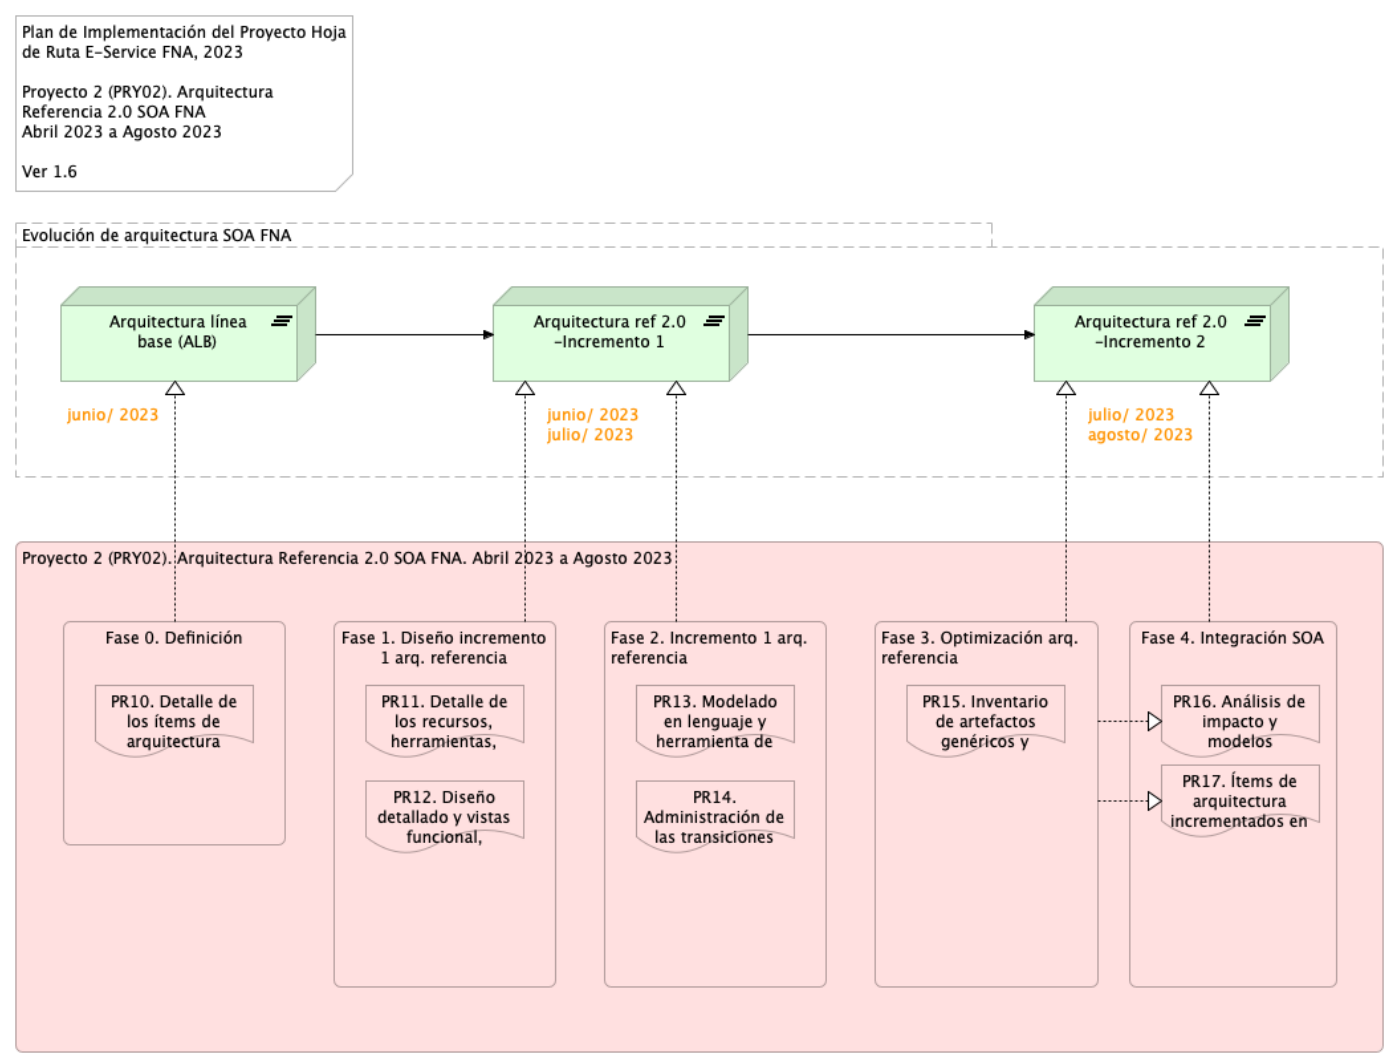 Plan de Implementación del Proyecto Hoja
de Ruta E-Service FNA, 2023
Proyecto 2 (PRY02). Arquitectura
Referencia 2.0 SOA FNA
Abril 2023 a Agosto 2023
Ver 1.6
Evolución de arquitectura SOA FNA
Arquitectura línea
base (ALB)
Arquitectura ref 2.0
-Incremento 1
Arquitectura ref 2.0
-Incremento 2
junio/ 2023
junio/ 2023
julio/ 2023
julio/ 2023
agosto/ 2023
Proyecto 2 (PRY02). Arquitectura Referencia 2.0 SOA FNA. Abril 2023 a Agosto 2023
Fase 0. Definición
PR10. Detalle de
los ítems de
arquitectura
Fase 1. Diseño incremento
1 arq. referencia
PR11. Detalle de
los recursos,
herramientas,
PR12. Diseño
detallado y vistas
funcional,
Fase 2. Incremento 1 arq.
referencia
PR13. Modelado
en lenguaje y
herramienta de
PR14.
Administración de
las transiciones
Fase 3. Optimización arq.
referencia
PR15. Inventario
de artefactos
genéricos y
Fase 4. Integración SOA
PR16. Análisis de
impacto y
modelos
PR17. Ítems de
arquitectura
incrementados en